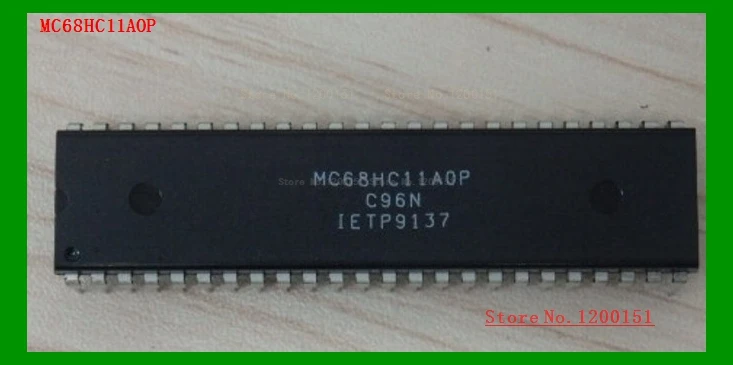 MC68HC11A0P
MC68HC11A0P
C96N
IETP9137
Store No. 1200151